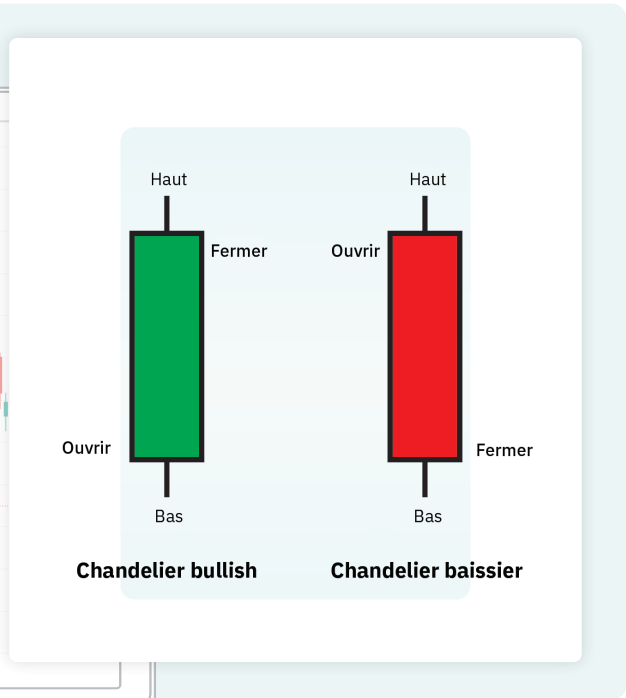 Haut
Haut
Fermer
Ouvrir
Ouvrir
Fermer
Bas
Bas
Chandelier bullish
Chandelier baissier